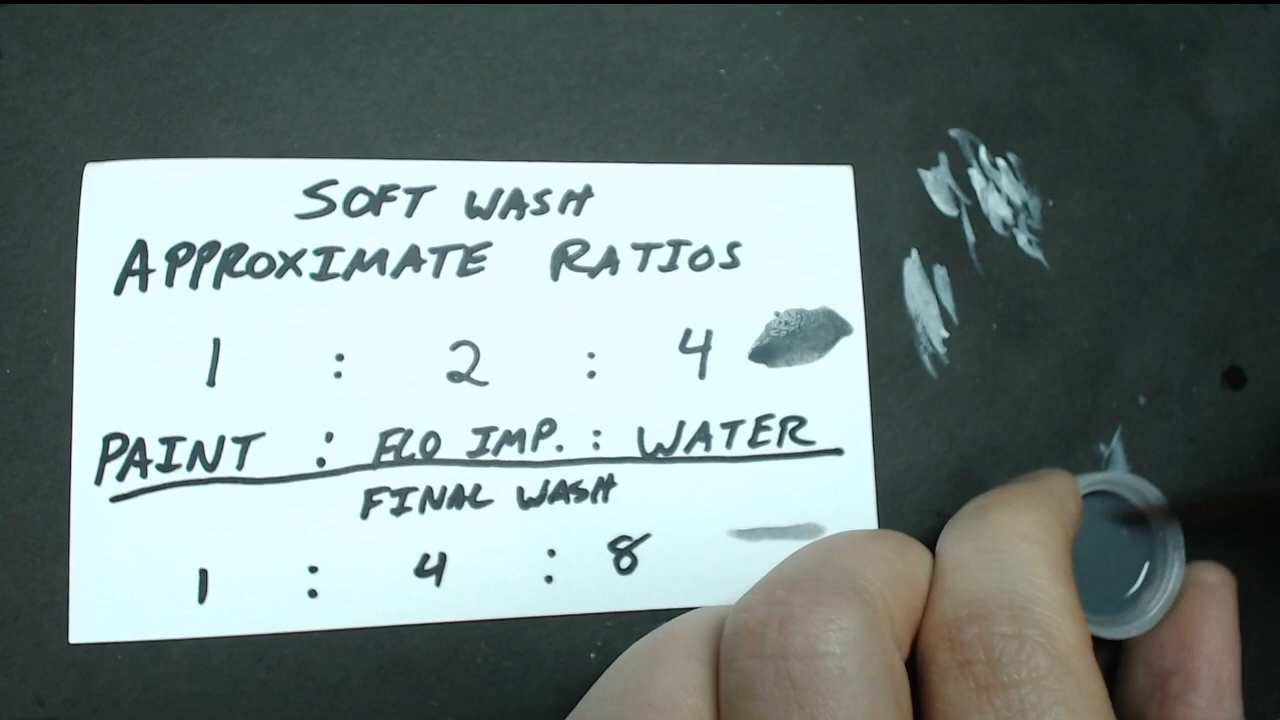 SOFT WASH
APPROXIMATE RATIOS
1 : 2 : 4
PAINT : FLO IMP. : WATER
FINAL WASH
1 : 4 : 8